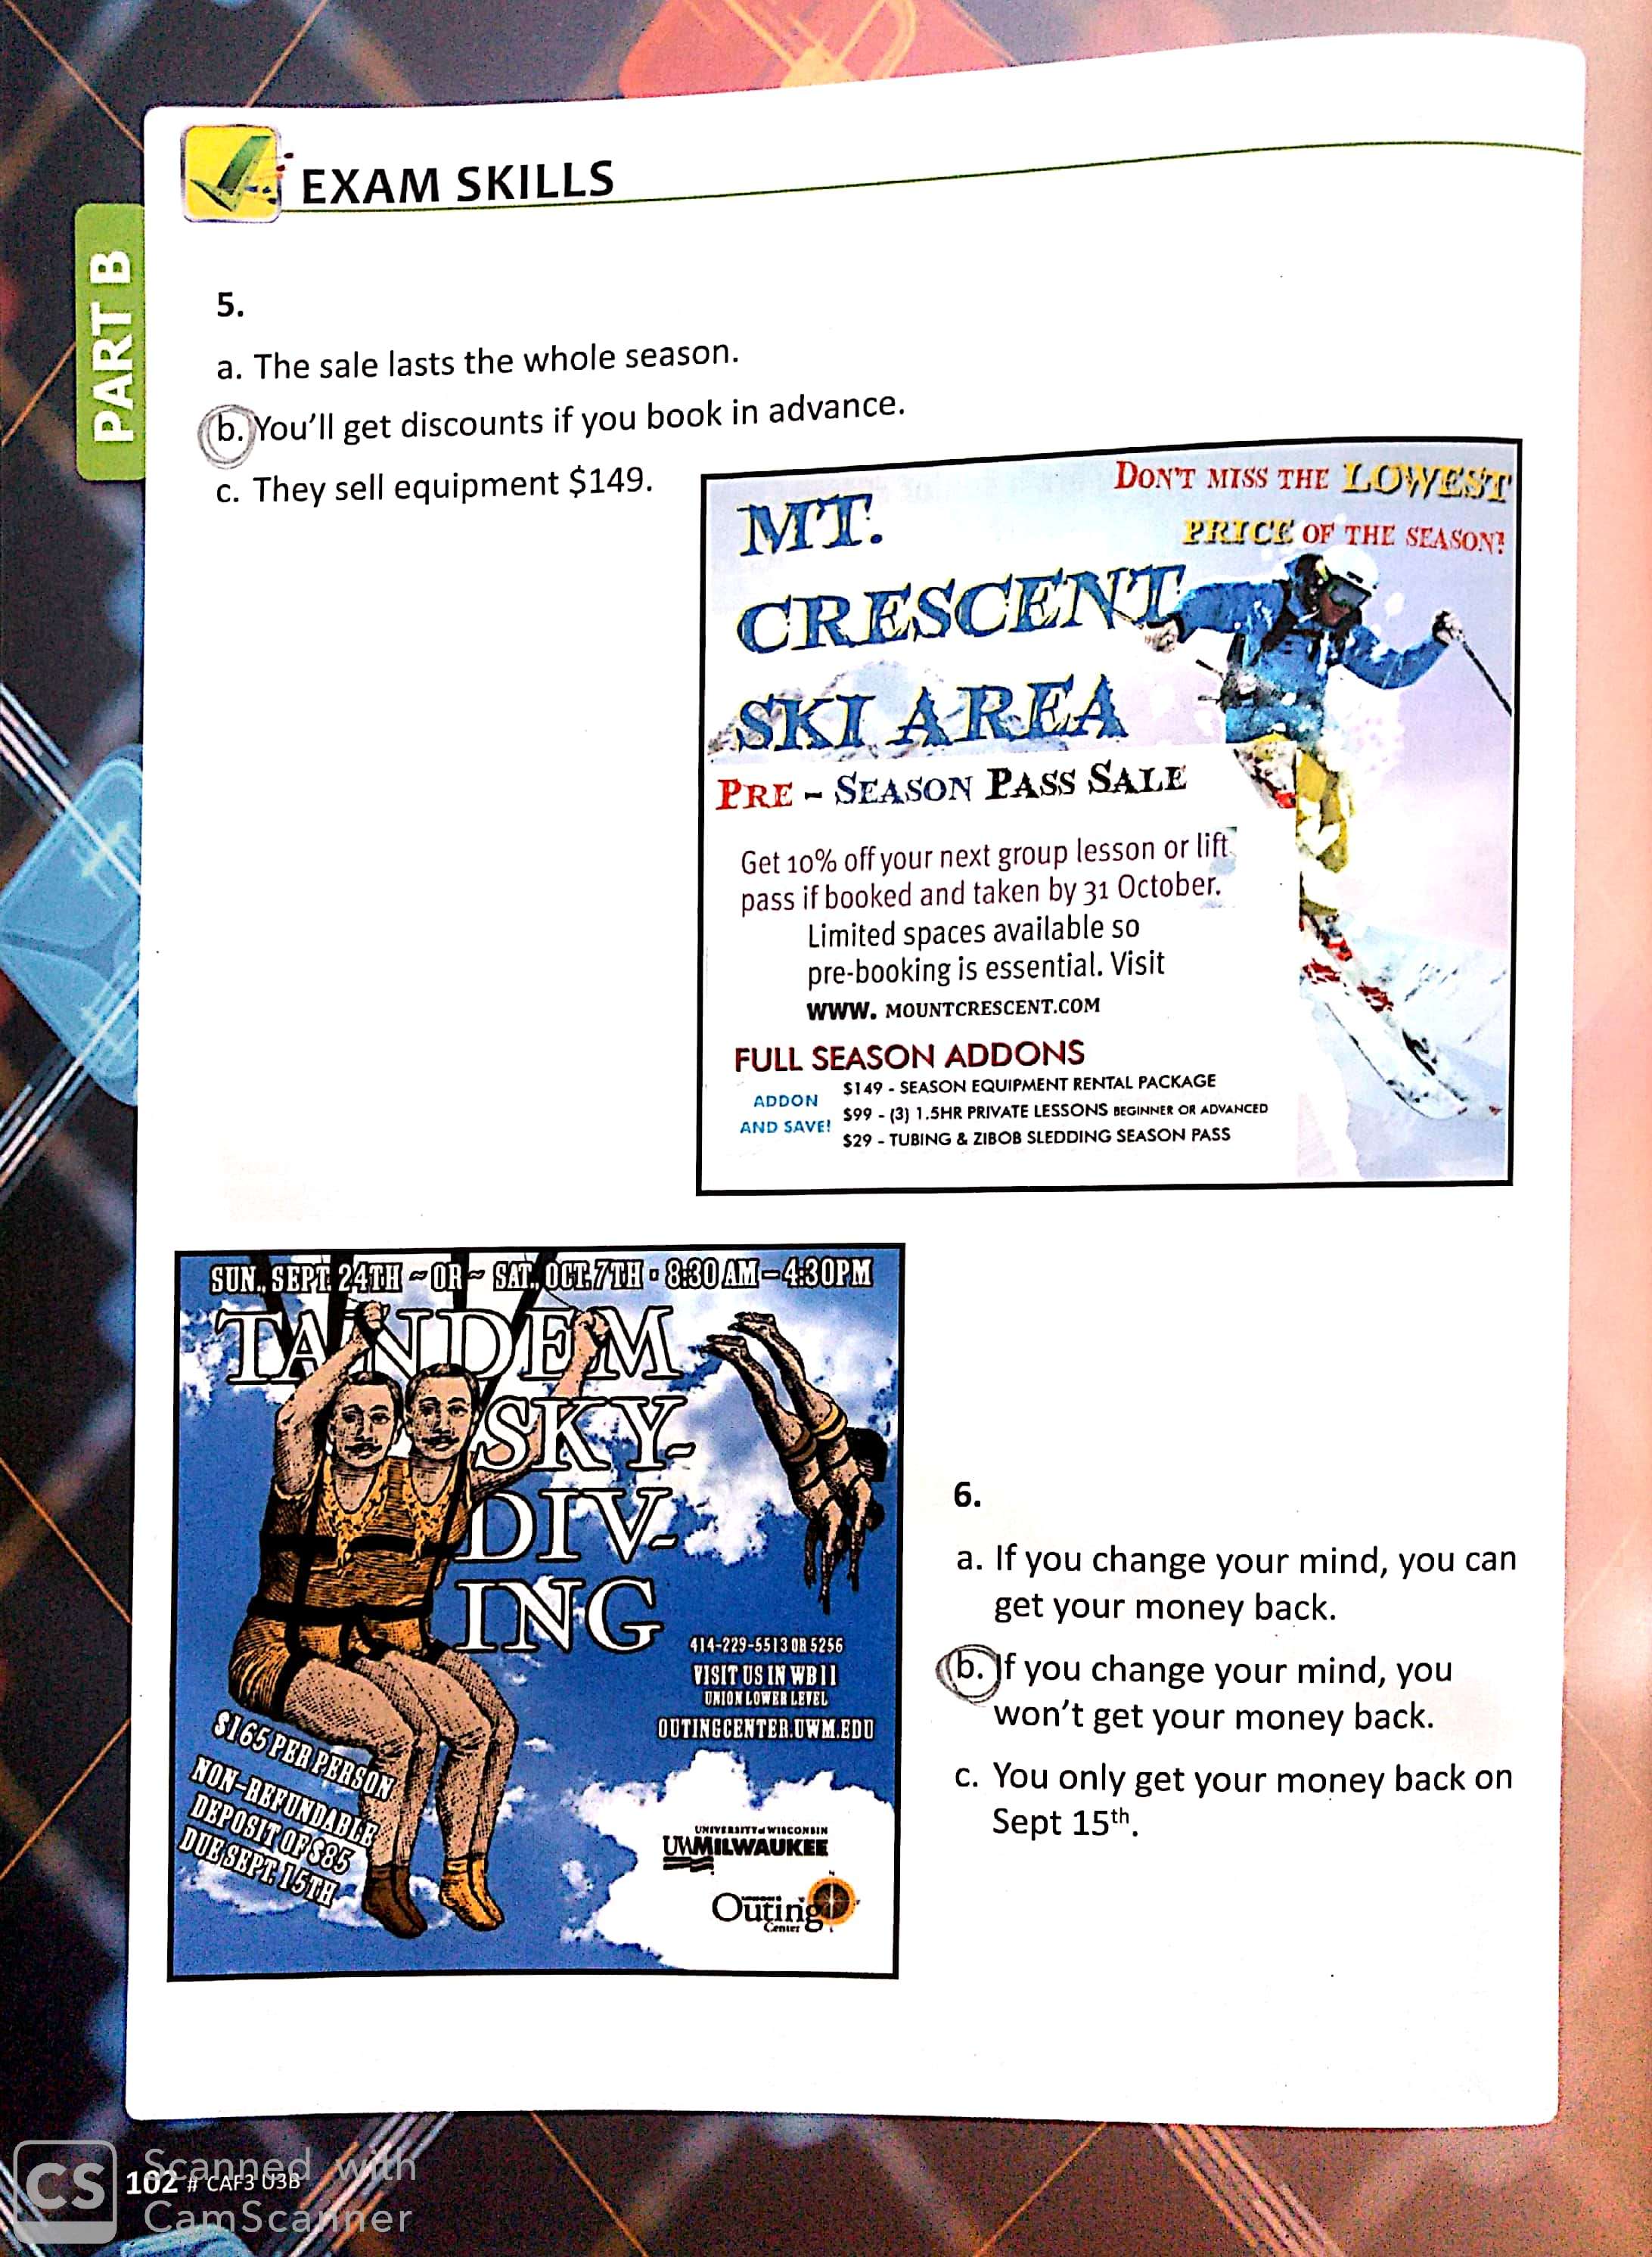 EXAM SKILLS
PART B
5.
a. The sale lasts the whole season.
b. You'll get discounts if you book in advance.
c. They sell equipment $149.
DON'T MISS THE LOWEST
PRICE OF THE SEASON!
MT.
CRESCENT
SKI AREA
PRE - SEASON PASS SALE
Get 10% off your next group lesson or lift
pass if booked and taken by 31 October.
Limited spaces available so
pre-booking is essential. Visit
WWW. MOUNTCRESCENT.COM
FULL SEASON ADDONS
ADDON
AND SAVE!
$149 - SEASON EQUIPMENT RENTAL PACKAGE
$99 - (3) 1.5HR PRIVATE LESSONS BEGINNER OR ADVANCED
$29 - TUBING & ZIBOB SLEDDING SEASON PASS
SUN., SEPT. 24TH ~OR~ SAT., OCT. 7TH • 8:30 AM – 4:30PM
TANDEM
SKY-
DIV-
ING
414-229-5513 OR 5256
VISIT US IN WB11
UNION LOWER LEVEL
OUTINGCENTER.UWM.EDU
$165 PER PERSON
NON-REFUNDABLE
DEPOSIT OF $85
DUE SEPT. 15TH
UNIVERSITY of WISCONSIN
UWMILWAUKEE
Outing
Center
6.
a. If you change your mind, you can
get your money back.
b. If you change your mind, you
won't get your money back.
c. You only get your money back on
Sept 15th.
102 # CAF3 U3B
CS
Scanned with
CamScanner